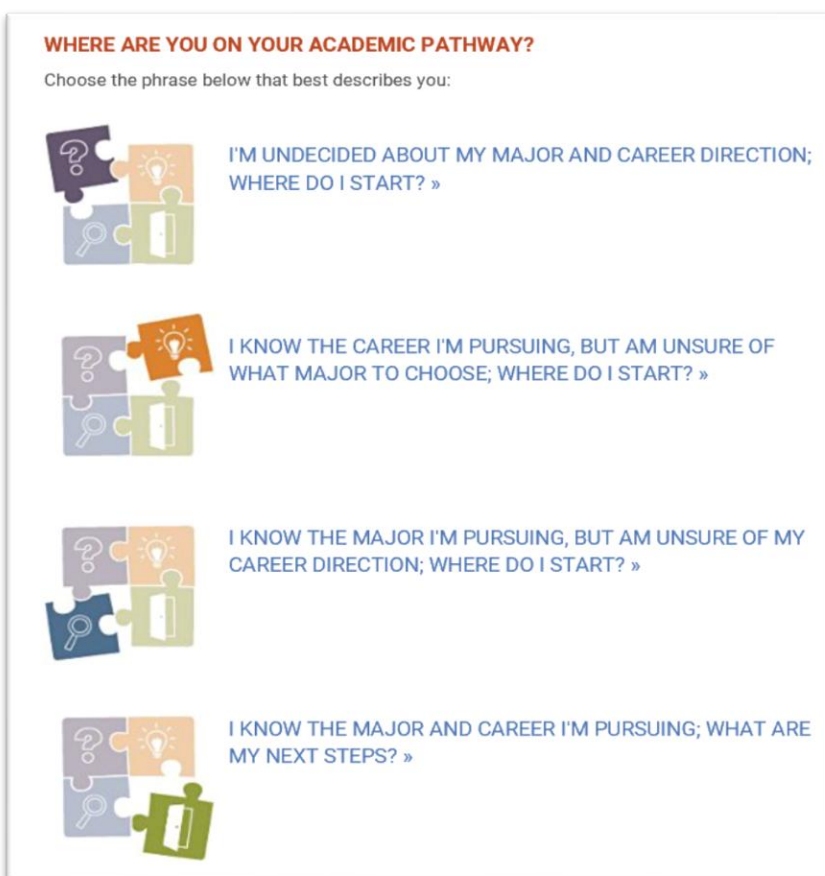 WHERE ARE YOU ON YOUR ACADEMIC PATHWAY?
Choose the phrase below that best describes you:
I'M UNDECIDED ABOUT MY MAJOR AND CAREER DIRECTION;
WHERE DO I START? »
I KNOW THE CAREER I'M PURSUING, BUT AM UNSURE OF
WHAT MAJOR TO CHOOSE; WHERE DO I START? »
I KNOW THE MAJOR I'M PURSUING, BUT AM UNSURE OF MY
CAREER DIRECTION; WHERE DO I START? »
I KNOW THE MAJOR AND CAREER I'M PURSUING; WHAT ARE
MY NEXT STEPS? »